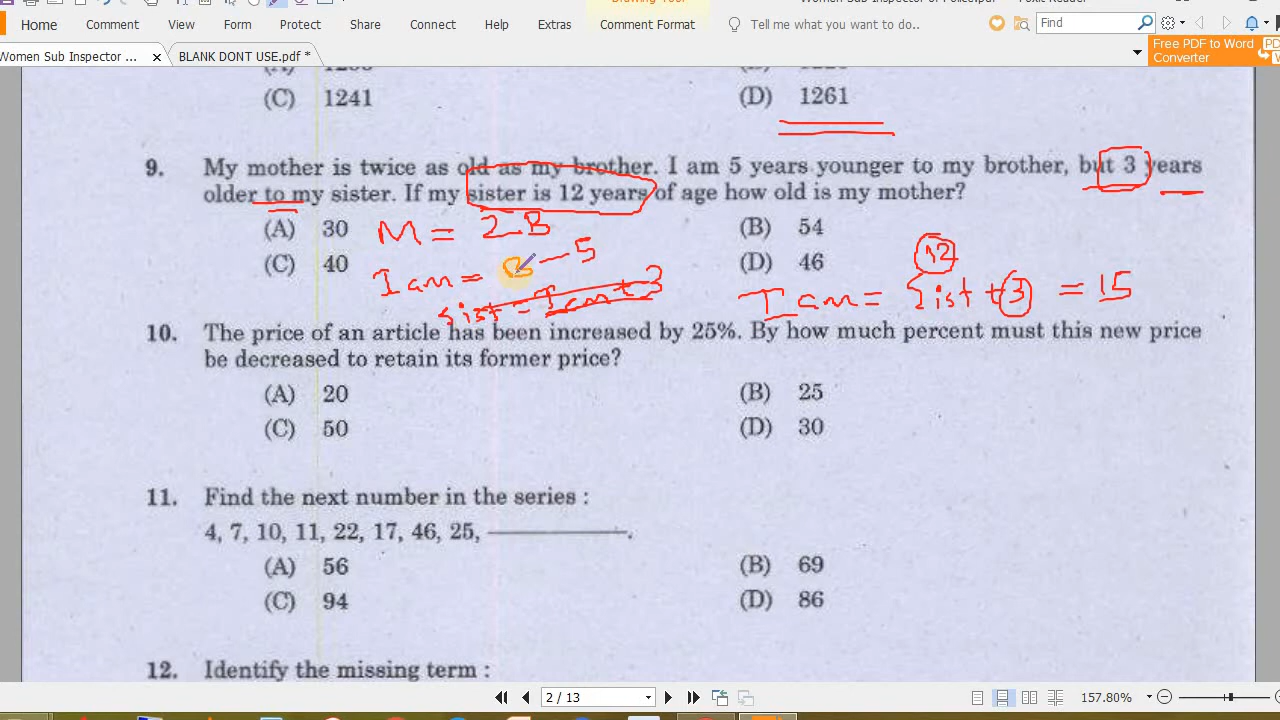 Home Comment View Form Protect Share Connect Help Extras Comment Format Tell me what you want to do.. Find
Women Sub Inspector ... × BLANK DONT USE.pdf * Free PDF to Word
Converter
(C) 1241 (D) 1261
9. My mother is twice as old as my brother. I am 5 years younger to my brother, but 3 years
older to my sister. If my sister is 12 years of age how old is my mother?
(A) 30 (B) 54
M = 2B
(C) 40 (D) 46
12
I am = B - 5
sist = I am + 3
I am = sist + 3 = 15
10. The price of an article has been increased by 25%. By how much percent must this new price
be decreased to retain its former price?
(A) 20 (B) 25
(C) 50 (D) 30
11. Find the next number in the series :
4, 7, 10, 11, 22, 17, 46, 25, ————.
(A) 56 (B) 69
(C) 94 (D) 86
12. Identify the missing term :
2 / 13 157.80%